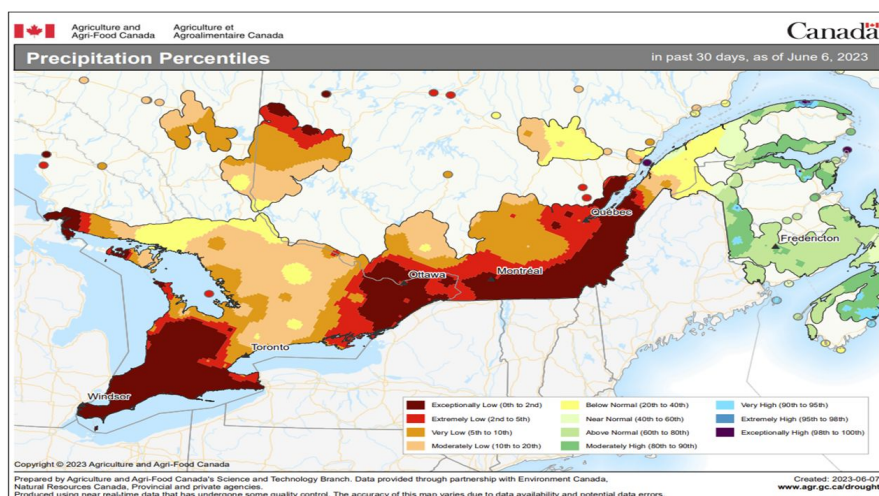 Agriculture and
Agri-Food Canada
Agriculture et
Agroalimentaire Canada
Canada
Precipitation Percentiles
in past 30 days, as of June 6, 2023
Québec
Fredericton
Ottawa
Montréal
Toronto
Windsor
Exceptionally Low (0th to 2nd)
Extremely Low (2nd to 5th)
Very Low (5th to 10th)
Moderately Low (10th to 20th)
Below Normal (20th to 40th)
Near Normal (40th to 60th)
Above Normal (60th to 80th)
Moderately High (80th to 90th)
Very High (90th to 95th)
Extremely High (95th to 98th)
Exceptionally High (98th to 100th)
Copyright © 2023 Agriculture and Agri-Food Canada
Prepared by Agriculture and Agri-Food Canada's Science and Technology Branch. Data provided through partnership with Environment Canada,
Natural Resources Canada, Provincial and private agencies.
Produced using near real-time data that has undergone some quality control. The accuracy of this map varies due to data availability and potential data errors.
Created: 2023-06-07
www.agr.gc.ca/drought